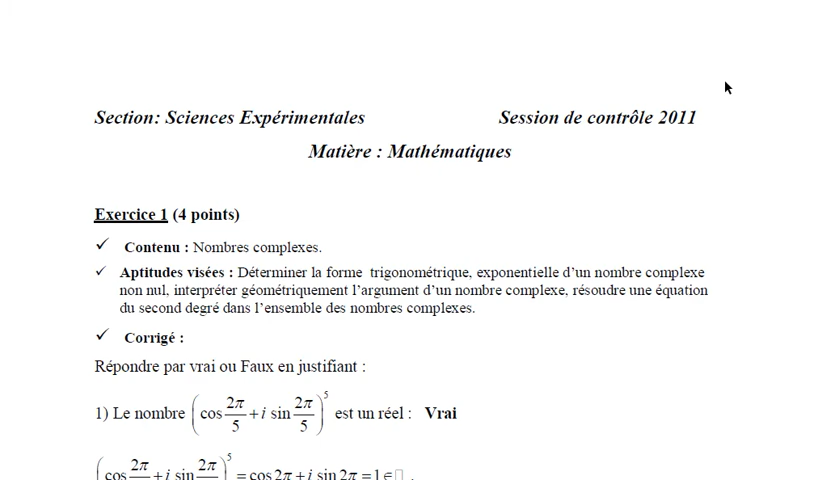 Section: Sciences Expérimentales Session de contrôle 2011
Matière : Mathématiques
Exercice 1 (4 points)
✓ Contenu : Nombres complexes.
✓ Aptitudes visées : Déterminer la forme trigonométrique, exponentielle d'un nombre complexe
non nul, interpréter géométriquement l'argument d'un nombre complexe, résoudre une équation
du second degré dans l'ensemble des nombres complexes.
✓ Corrigé :
Répondre par vrai ou Faux en justifiant :
1) Le nombre (cos 2π/5 + i sin 2π/5)^5 est un réel : Vrai
(cos 2π/ + i sin 2π/ )^5 = cos 2π + i sin 2π = 1 ∈ □ .